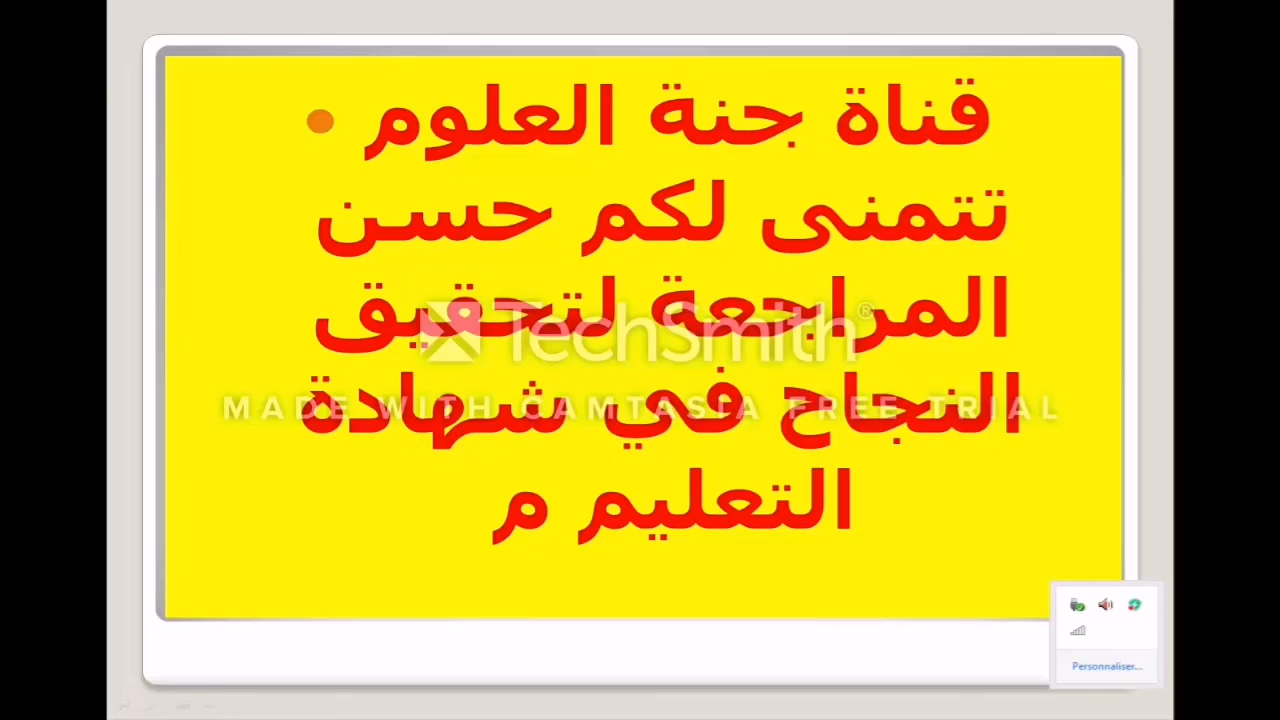 قناة جنة العلوم
تتمنى لكم حسن
المراجعة لتحقيق
النجاح في شهادة
التعليم م
TechSmith®
MADE WITH CAMTASIA FREE TRIAL
Personnaliser...